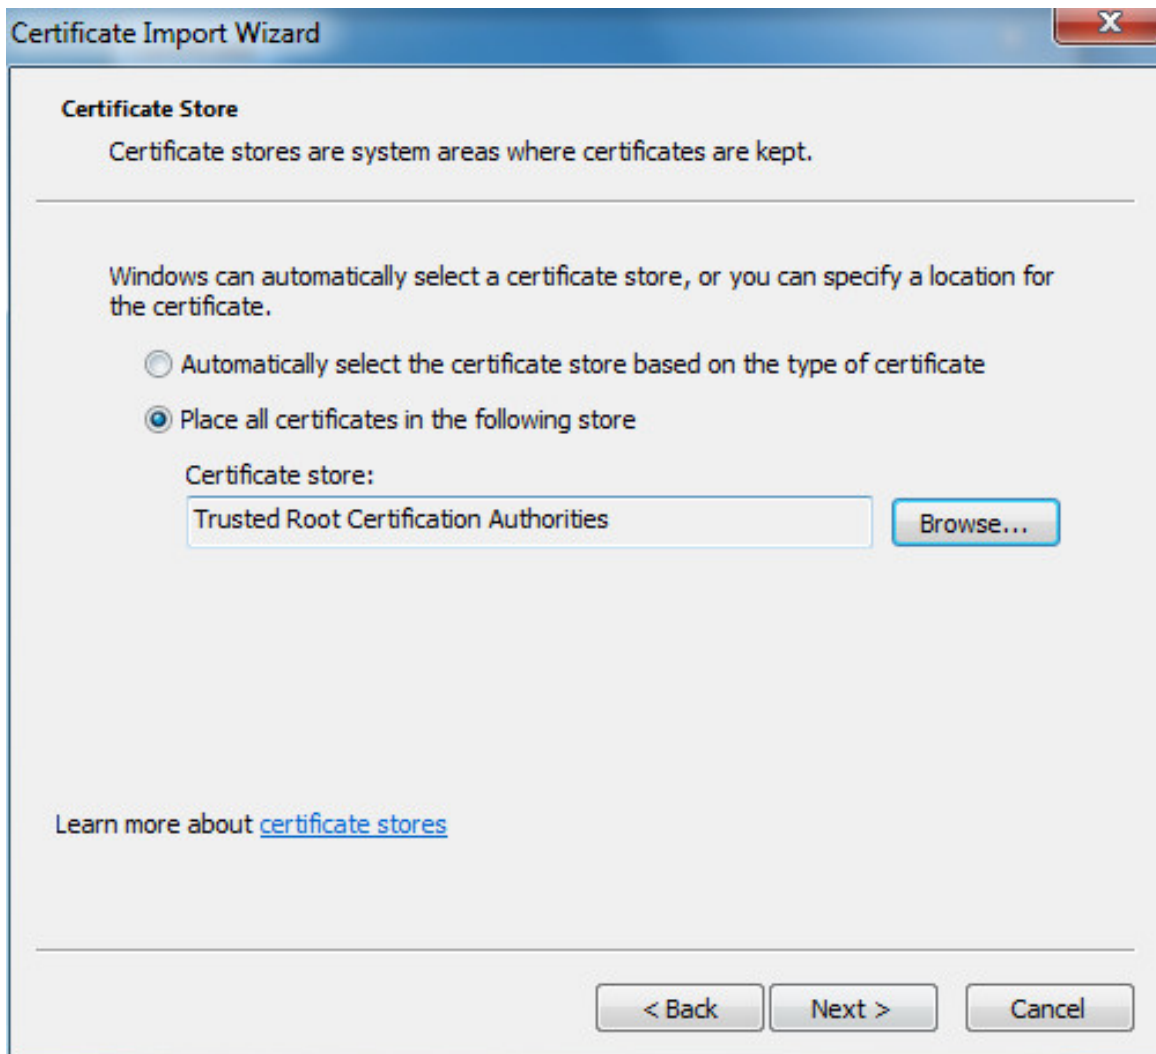 Certificate Import Wizard
Certificate Store
Certificate stores are system areas where certificates are kept.
Windows can automatically select a certificate store, or you can specify a location for
the certificate.
Automatically select the certificate store based on the type of certificate
Place all certificates in the following store
Certificate store:
Trusted Root Certification Authorities
Browse...
Learn more about certificate stores
< Back Next > Cancel